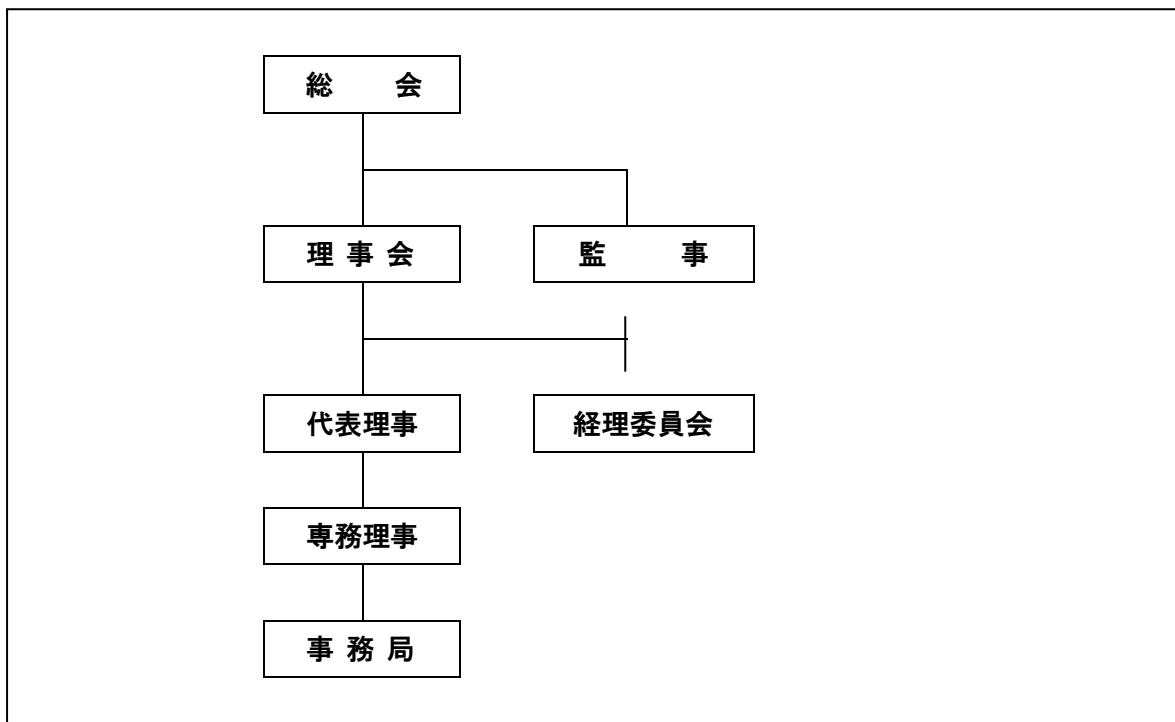 総　　会
理 事 会
監　　事
代表理事
経理委員会
専務理事
事 務 局